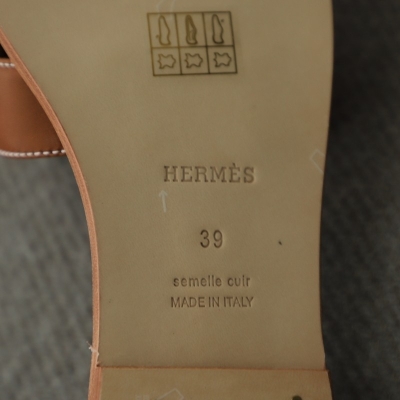 HERMÈS
39
semelle cuir
MADE IN ITALY